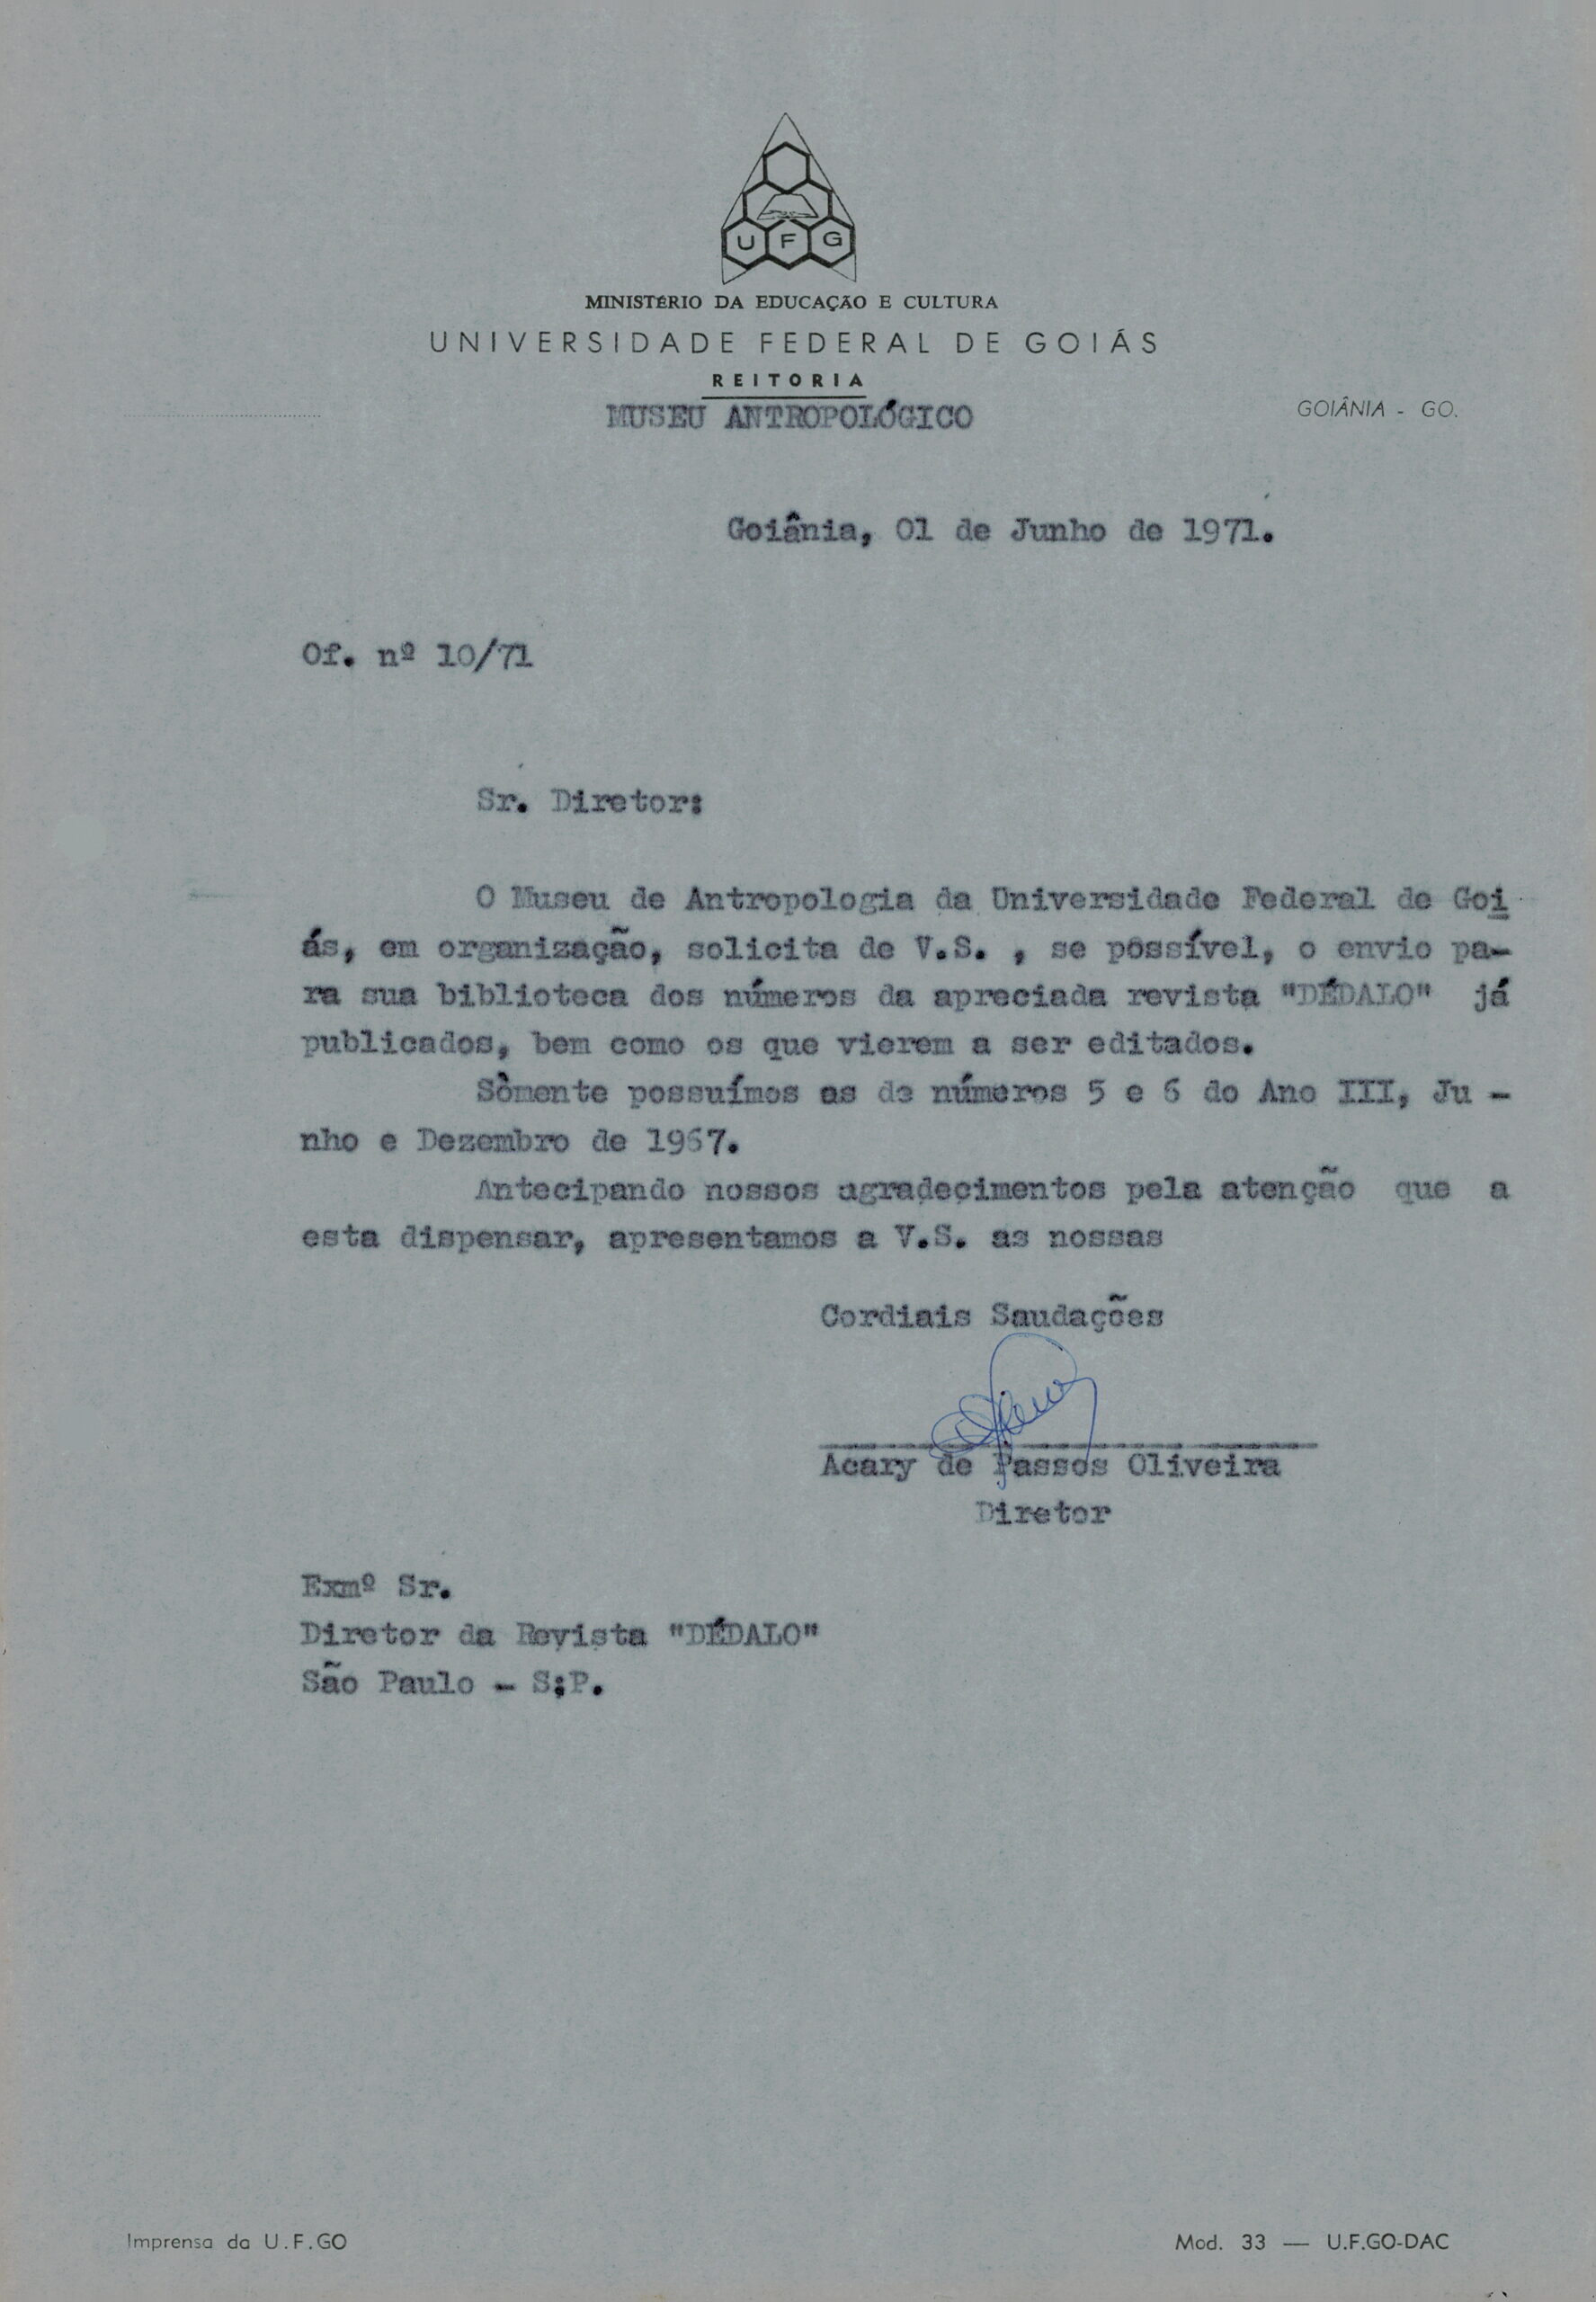 U F G
MINISTÉRIO DA EDUCAÇÃO E CULTURA
UNIVERSIDADE FEDERAL DE GOIÁS
REITORIA
MUSEU ANTROPOLÓGICO
GOIÂNIA - GO.
Goiânia, 01 de Junho de 1971.
Of. nº 10/71
Sr. Diretor:
O Museu de Antropologia da Universidade Federal de Goi
ás, em organização, solicita de V.S. , se possível, o envio pa-
ra sua biblioteca dos números da apreciada revista "DÉDALO" já
publicados, bem como os que vierem a ser editados.
Sòmente possuímos as de números 5 e 6 do Ano III, Ju -
nho e Dezembro de 1967.
Antecipando nossos agradecimentos pela atenção que a
esta dispensar, apresentamos a V.S. as nossas
Cordiais Saudações
Acary de Passos Oliveira
Diretor
Exmº Sr.
Diretor da Revista "DÉDALO"
São Paulo - S;P.
Imprensa da U.F.GO
Mod. 33 — U.F.GO-DAC